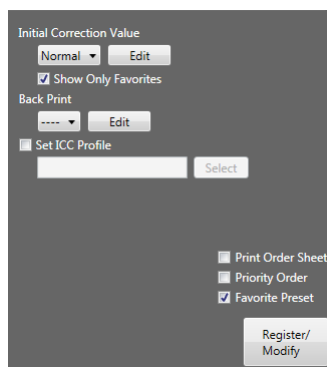 Initial Correction Value
Normal Edit
Show Only Favorites
Back Print
---- Edit
Set ICC Profile
Select
Print Order Sheet
Priority Order
Favorite Preset
Register/
Modify